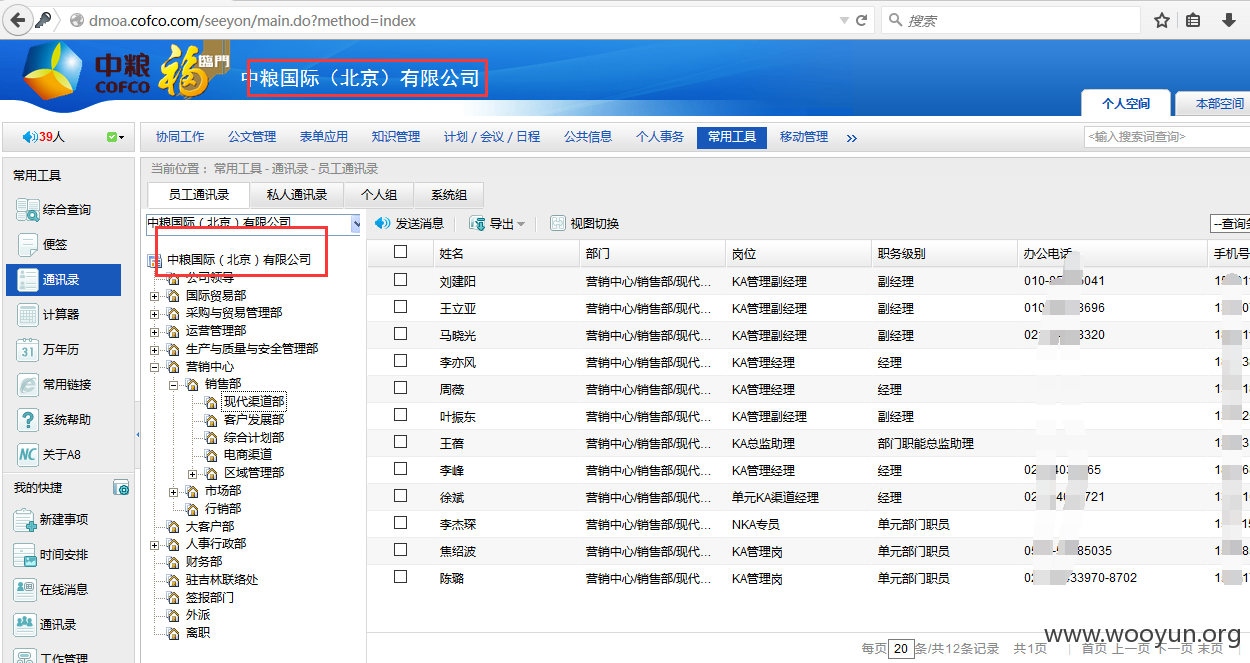 dmoa.cofco.com/seeyon/main.do?method=index
搜索
中粮
COFCO
福
臨門
中粮国际（北京）有限公司
个人空间
本部空间
39人
协同工作 公文管理 表单应用 知识管理 计划 / 会议 / 日程 公共信息 个人事务 常用工具 移动管理 »
<输入搜索词查询>
常用工具
综合查询
便签
通讯录
计算器
31
万年历
常用链接
?
系统帮助
NC
关于A8
我的快捷
新建事项
时间安排
在线消息
通讯录
工作管理
当前位置： 常用工具 - 通讯录 - 员工通讯录
员工通讯录 私人通讯录 个人组 系统组
中粮国际（北京）有限公司
中粮国际（北京）有限公司
公司领导
国际贸易部
采购与贸易管理部
运营管理部
生产与质量与安全管理部
营销中心
销售部
现代渠道部
客户发展部
综合计划部
电商渠道
区域管理部
市场部
行销部
大客户部
人事行政部
财务部
驻吉林联络处
签报部门
外派
离职
发送消息 导出 视图切换
--查询条
姓名 部门 岗位 职务级别 办公电话 手机号
刘建阳 营销中心/销售部/现代... KA管理副经理 副经理 010-8 5041
王立亚 营销中心/销售部/现代... KA管理副经理 副经理 010 3696
马晓光 营销中心/销售部/现代... KA管理副经理 副经理 02 3320
李亦风 营销中心/销售部/现代... KA管理经理 经理
周薇 营销中心/销售部/现代... KA管理经理 经理
叶振东 营销中心/销售部/现代... KA管理副经理 副经理
王蓓 营销中心/销售部/现代... KA总监助理 部门职能总监助理
李峰 营销中心/销售部/现代... KA管理经理 经理 02 403 65
徐斌 营销中心/销售部/现代... 单元KA渠道经理 经理 02 4 721
李杰琛 营销中心/销售部/现代... NKA专员 单元部门职员
焦绍波 营销中心/销售部/现代... KA管理岗 单元部门职员 05 85035
陈璐 营销中心/销售部/现代... KA管理岗 单元部门职员 02 33970-8702
每页 20 条/共12条记录 共1页 首页 上一页 下一页 末页
www.wooyun.org